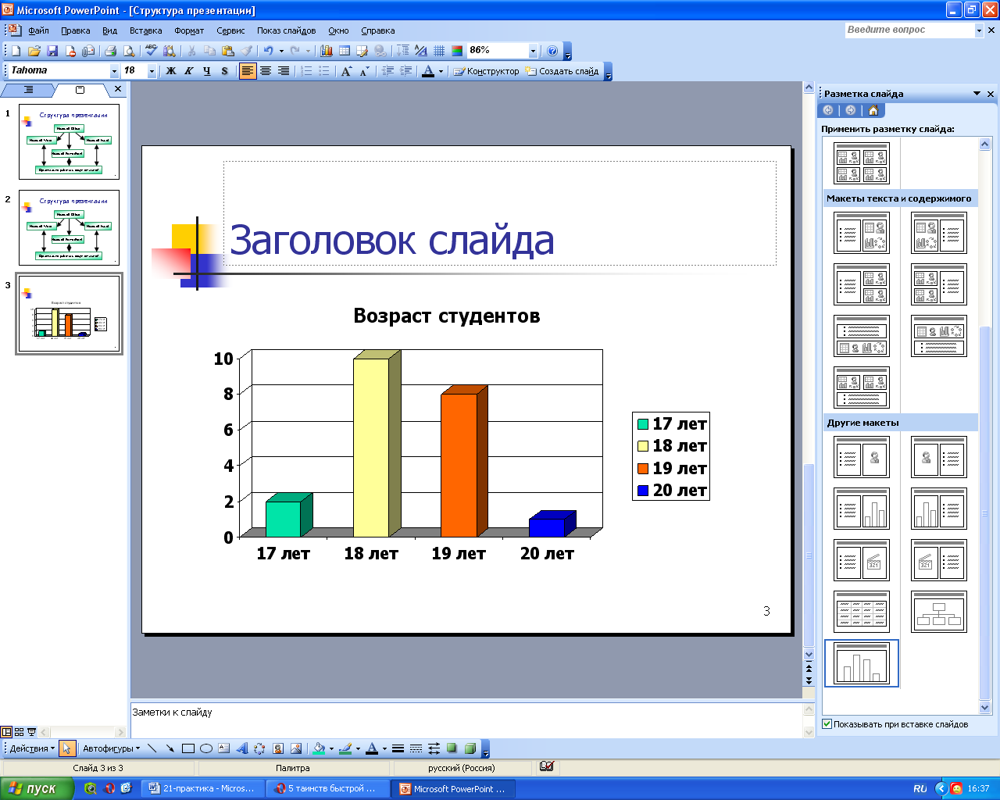 Microsoft PowerPoint - [Структура презентации]
Файл Правка Вид Вставка Формат Сервис Показ слайдов Окно Справка
Введите вопрос
86%
Tahoma 18 Ж К Ч S Конструктор Создать слайд
Разметка слайда
Применить разметку слайда:
Макеты текста и содержимого
Другие макеты
Показывать при вставке слайдов
1
Структура презентации
2
Структура презентации
3
Возраст студентов
Заголовок слайда
Возраст студентов
10
8
6
4
2
0
17 лет 18 лет 19 лет 20 лет
17 лет
18 лет
19 лет
20 лет
3
Заметки к слайду
Действия Автофигуры
Слайд 3 из 3 Палитра русский (Россия)
пуск 21-практика - Micros... 5 таинств быстрой ... Microsoft PowerPoint ... RU 16:37